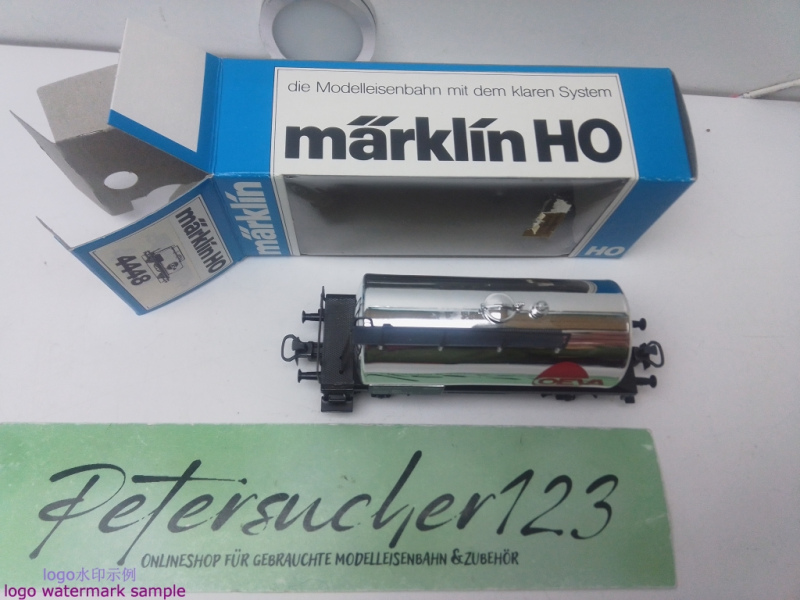 die Modelleisenbahn mit dem klaren System
märklin HO
märklin
HO
märklin HO
4448
OEVA
Petersucher123
ONLINESHOP FÜR GEBRAUCHTE MODELLEISENBAHN & ZUBEHÖR
logo水印示例
logo watermark sample